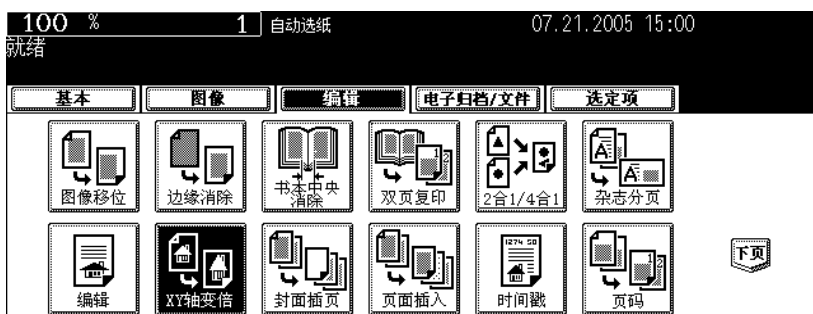 100 % 1 自动选纸 07.21.2005 15:00
就绪
基本 图像 编辑 电子归档/文件 选定项
图像移位 边缘消除 书本中央消除 双页复印 2合1/4合1 杂志分页
编辑 XY轴变倍 封面插页 页面插入 时间戳 页码 下页